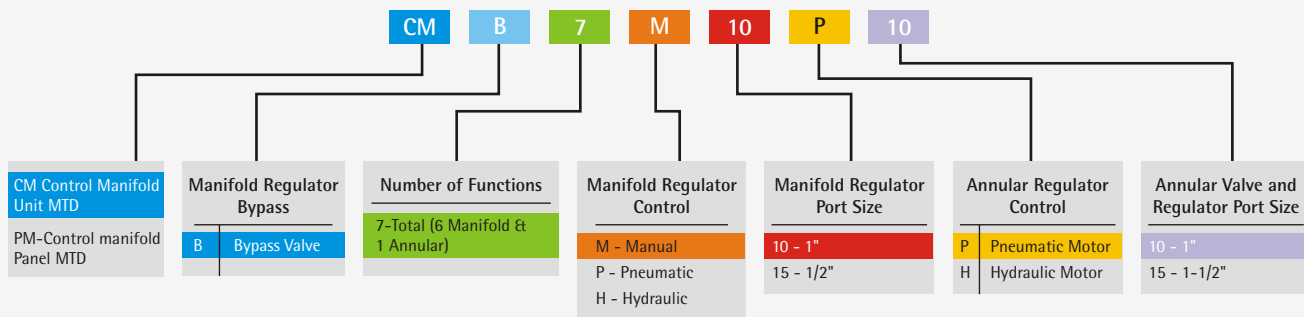 CM B 7 M 10 P 10
CM Control Manifold
Unit MTD
PM-Control manifold
Panel MTD
Manifold Regulator
Bypass
B Bypass Valve
Number of Functions
7-Total (6 Manifold &
1 Annular)
Manifold Regulator
Control
M - Manual
P - Pneumatic
H - Hydraulic
Manifold Regulator
Port Size
10 - 1"
15 - 1/2"
Annular Regulator
Control
P Pneumatic Motor
H Hydraulic Motor
Annular Valve and
Regulator Port Size
10 - 1"
15 - 1-1/2"